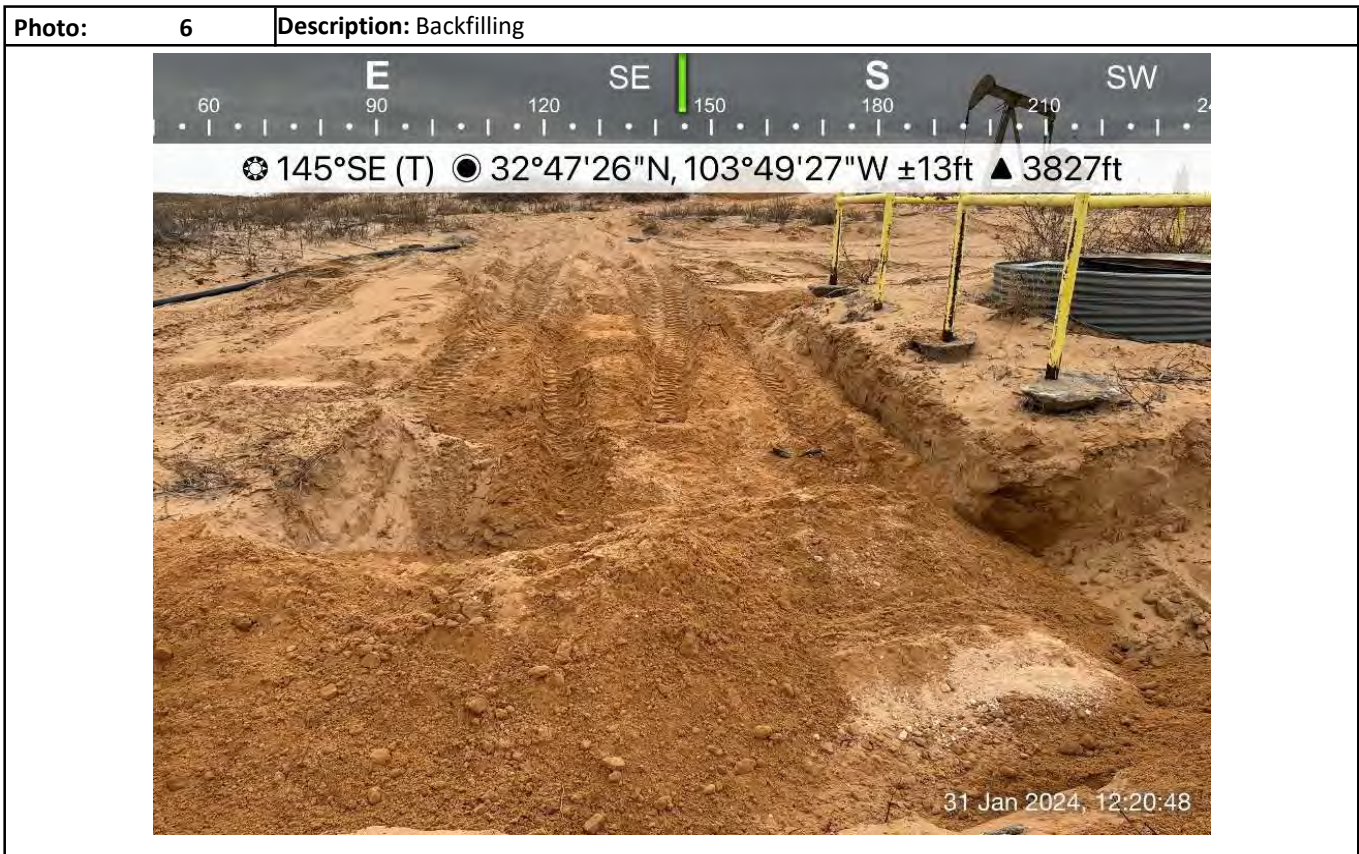 Photo: 6 Description: Backfilling
E SE S SW
60 90 120 150 180 210
145°SE (T) 32°47'26"N, 103°49'27"W ±13ft ▲ 3827ft
31 Jan 2024, 12:20:48